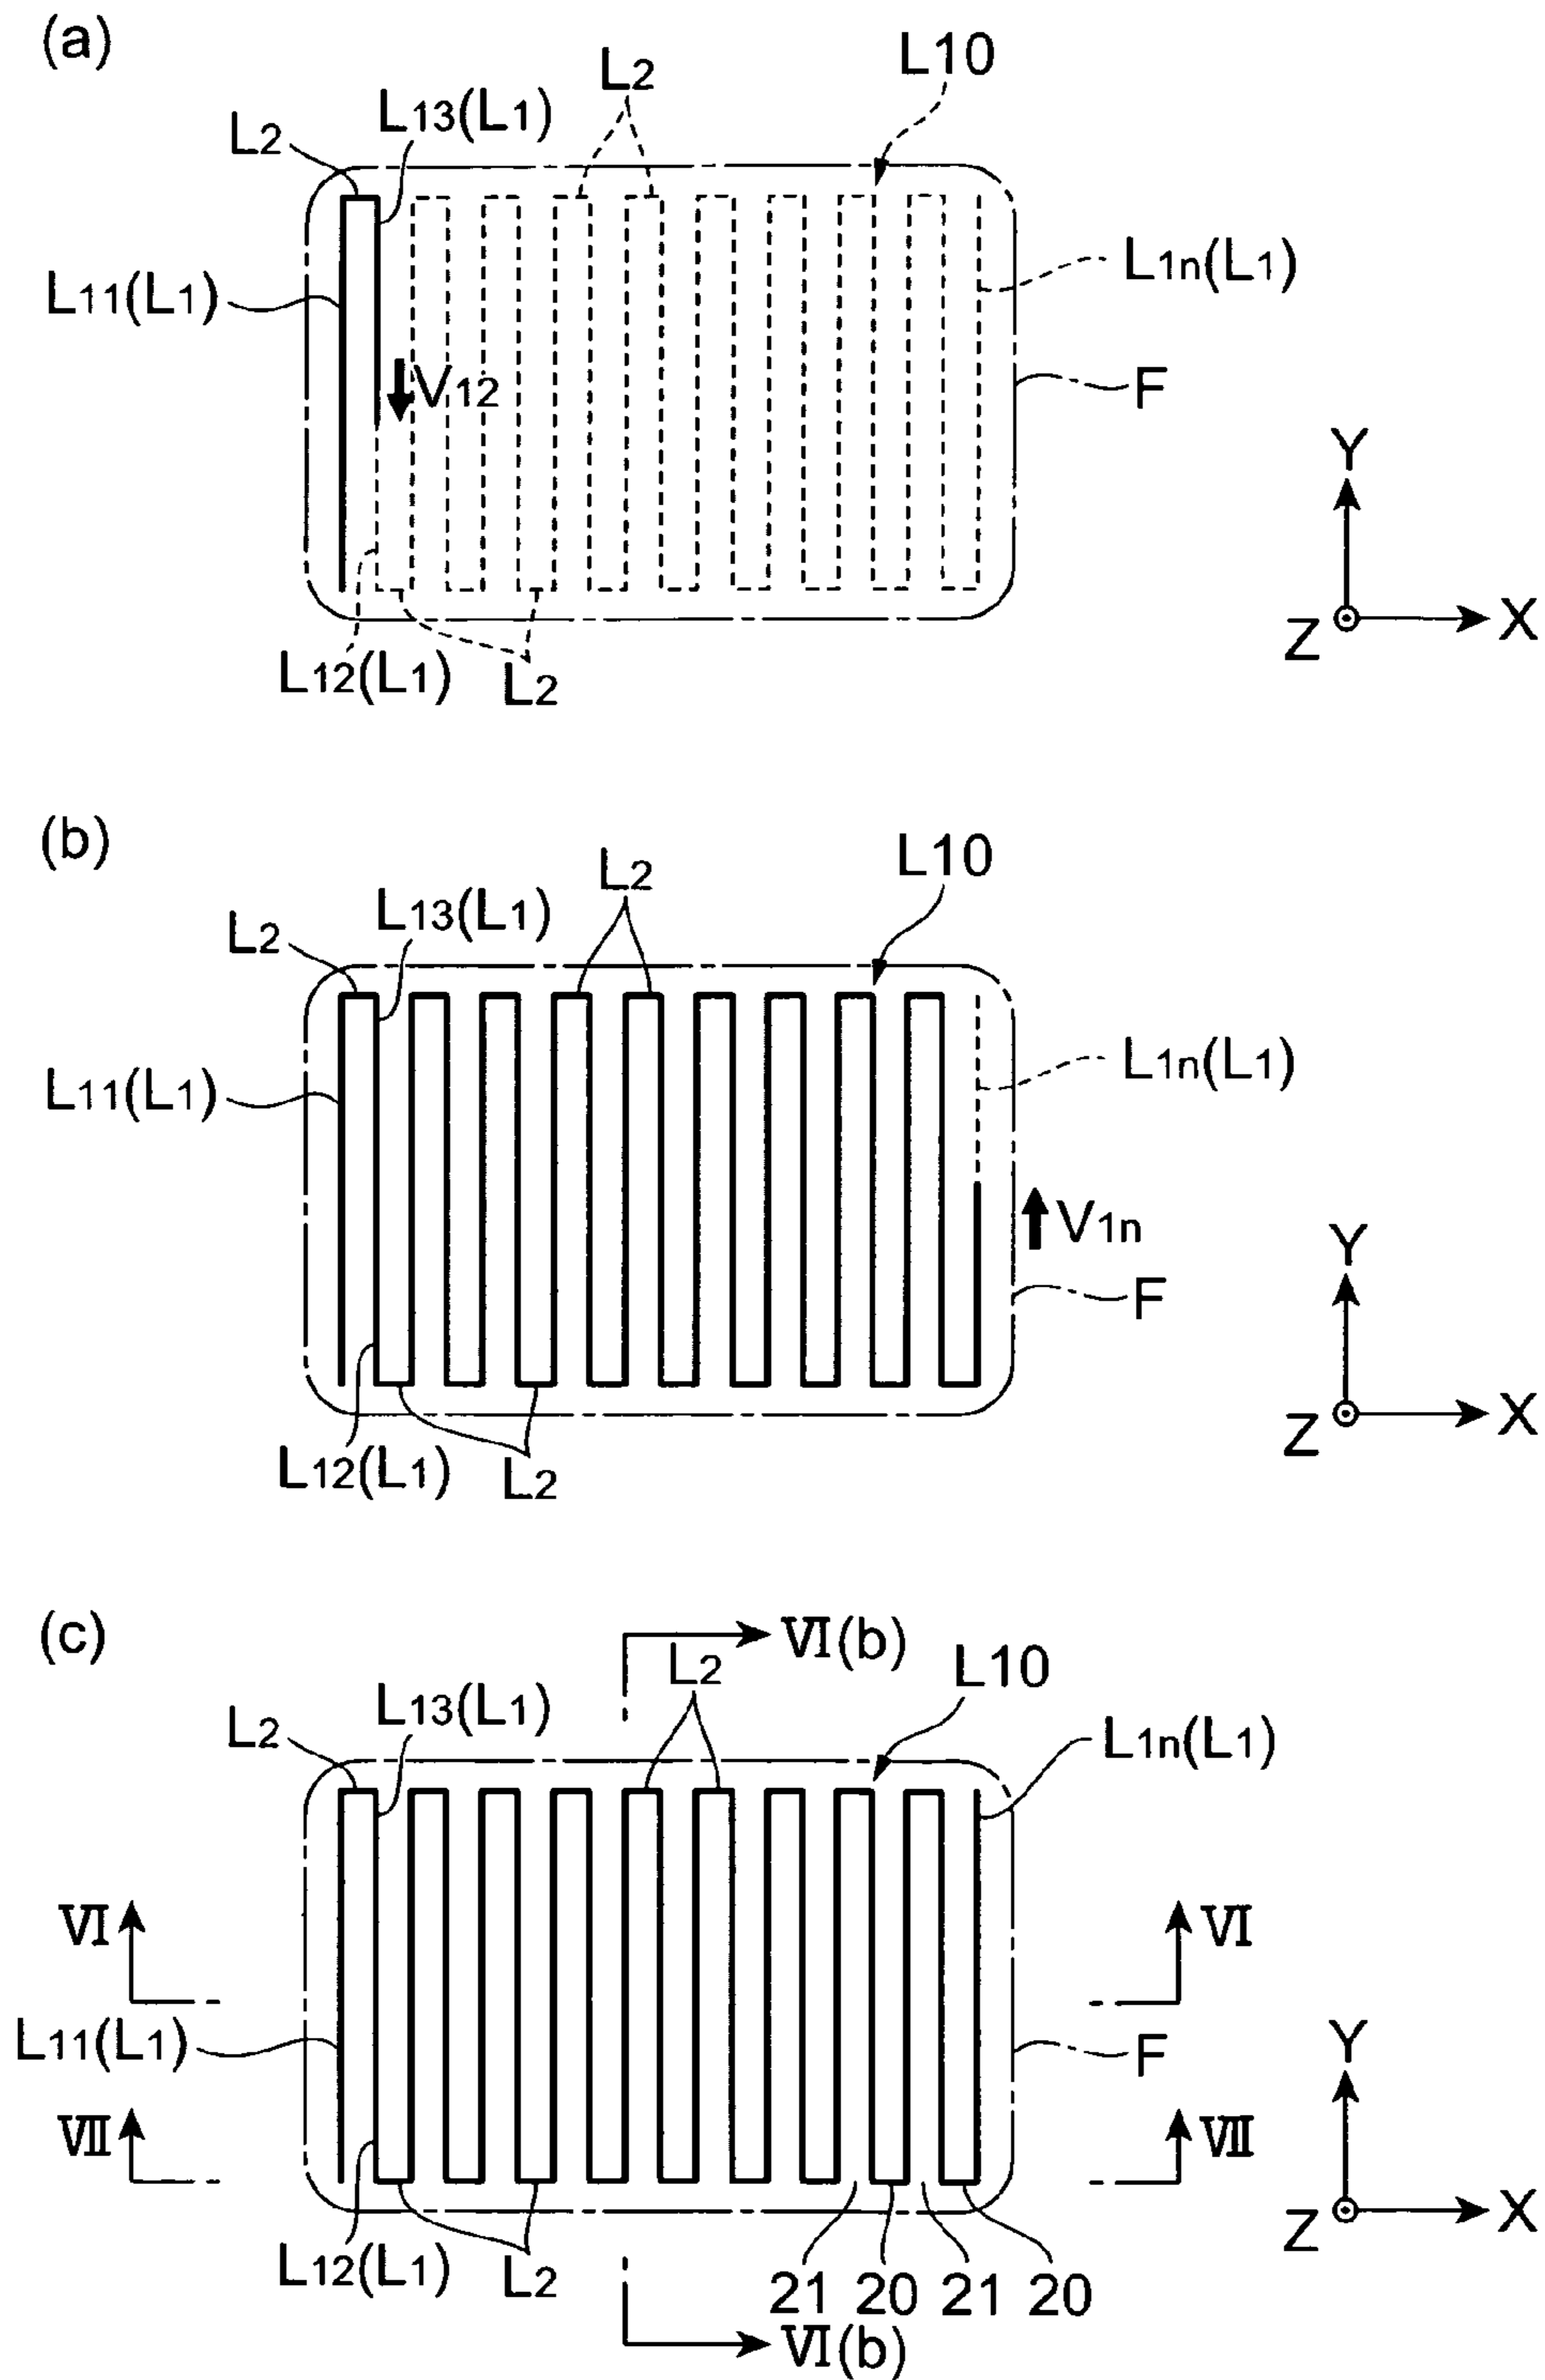 (a)
L2
L10
L13(L1)
L2
L1n(L1)
L11(L1)
V12
F
Y
X
Z
L12(L1)
L2
(b)
L2
L10
L13(L1)
L2
L1n(L1)
L11(L1)
V1n
Y
F
X
Z
L12(L1)
L2
(c)
Ⅵ(b)
L2
L10
L13(L1)
L2
L1n(L1)
Ⅵ
Ⅵ
L11(L1)
F
Y
Ⅶ
Ⅶ
X
Z
L12(L1)
L2
21
20
21
20
Ⅵ(b)